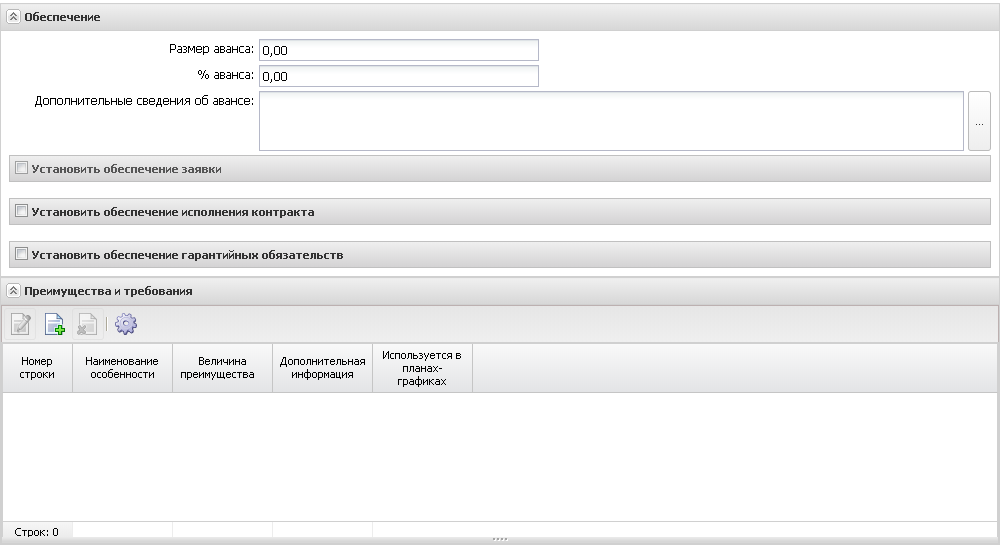 Обеспечение
Размер аванса: 0,00
% аванса: 0,00
Дополнительные сведения об авансе:
...
Установить обеспечение заявки
Установить обеспечение исполнения контракта
Установить обеспечение гарантийных обязательств
Преимущества и требования
Номер строки
Наименование особенности
Величина преимущества
Дополнительная информация
Используется в планах-графиках
Строк: 0